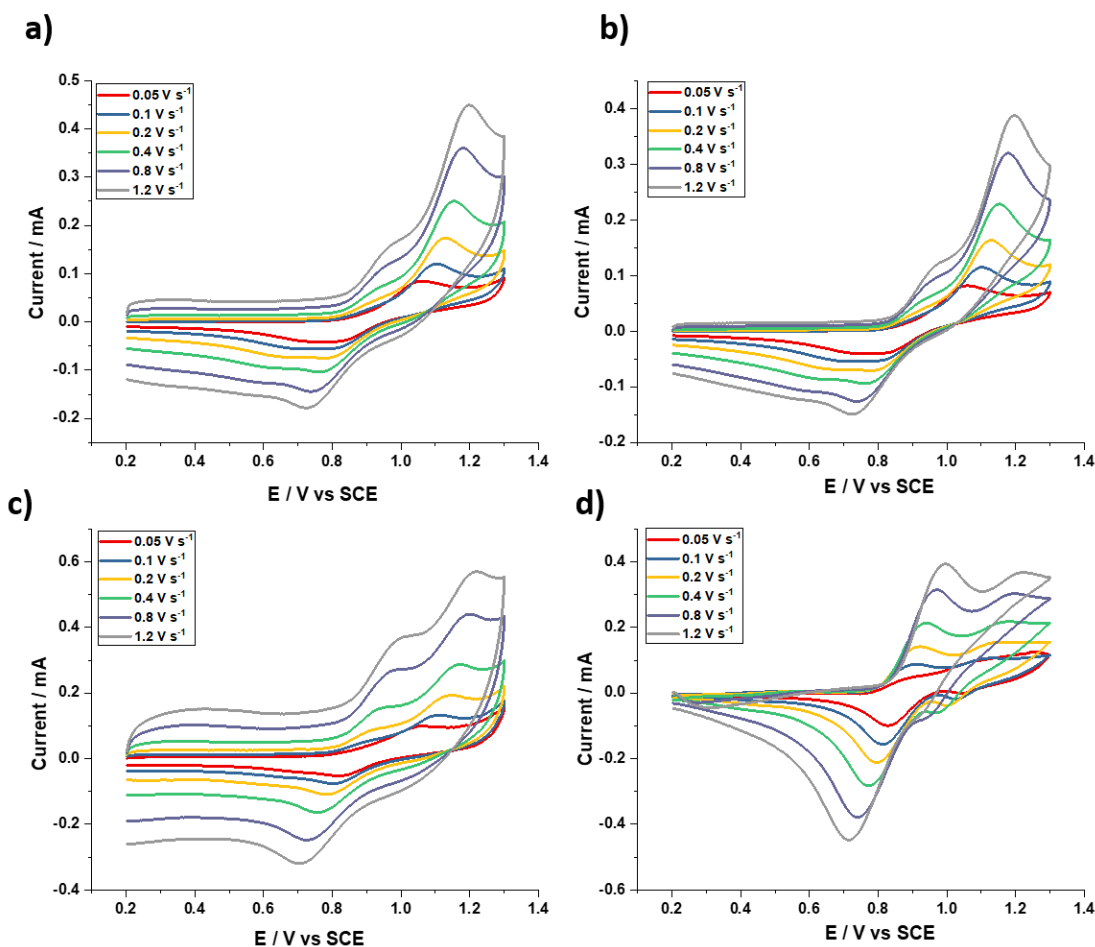 a)
0.5
0.4
0.3
0.2
0.1
0.0
-0.1
-0.2
Current / mA
0.05 V s⁻¹
0.1 V s⁻¹
0.2 V s⁻¹
0.4 V s⁻¹
0.8 V s⁻¹
1.2 V s⁻¹
0.2 0.4 0.6 0.8 1.0 1.2 1.4
E / V vs SCE
b)
0.4
0.3
0.2
0.1
0.0
-0.1
-0.2
Current / mA
0.05 V s⁻¹
0.1 V s⁻¹
0.2 V s⁻¹
0.4 V s⁻¹
0.8 V s⁻¹
1.2 V s⁻¹
0.2 0.4 0.6 0.8 1.0 1.2 1.4
E / V vs SCE
c)
0.6
0.4
0.2
0.0
-0.2
-0.4
Current / mA
0.05 V s⁻¹
0.1 V s⁻¹
0.2 V s⁻¹
0.4 V s⁻¹
0.8 V s⁻¹
1.2 V s⁻¹
0.2 0.4 0.6 0.8 1.0 1.2 1.4
E / V vs SCE
d)
0.4
0.2
0.0
-0.2
-0.4
-0.6
Current / mA
0.05 V s⁻¹
0.1 V s⁻¹
0.2 V s⁻¹
0.4 V s⁻¹
0.8 V s⁻¹
1.2 V s⁻¹
0.2 0.4 0.6 0.8 1.0 1.2 1.4
E / V vs SCE